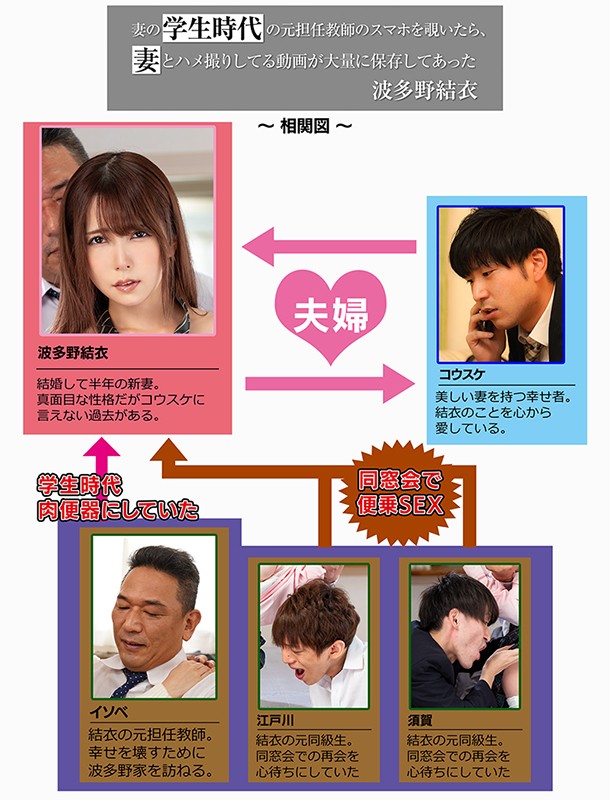 妻の学生時代の元担任教師のスマホを覗いたら、
妻とハメ撮りしてる動画が大量に保存してあった
波多野結衣
～ 相関図 ～
波多野結衣
結婚して半年の新妻。
真面目な性格だがコウスケに
言えない過去がある。
夫婦
コウスケ
美しい妻を持つ幸せ者。
結衣のことを心から
愛している。
学生時代
肉便器にしていた
同窓会で
便乗SEX
イソベ
結衣の元担任教師。
幸せを壊すために
波多野家を訪ねる。
江戸川
結衣の元同級生。
同窓会での再会を
心待ちにしていた
須賀
結衣の元同級生。
同窓会での再会を
心待ちにしていた